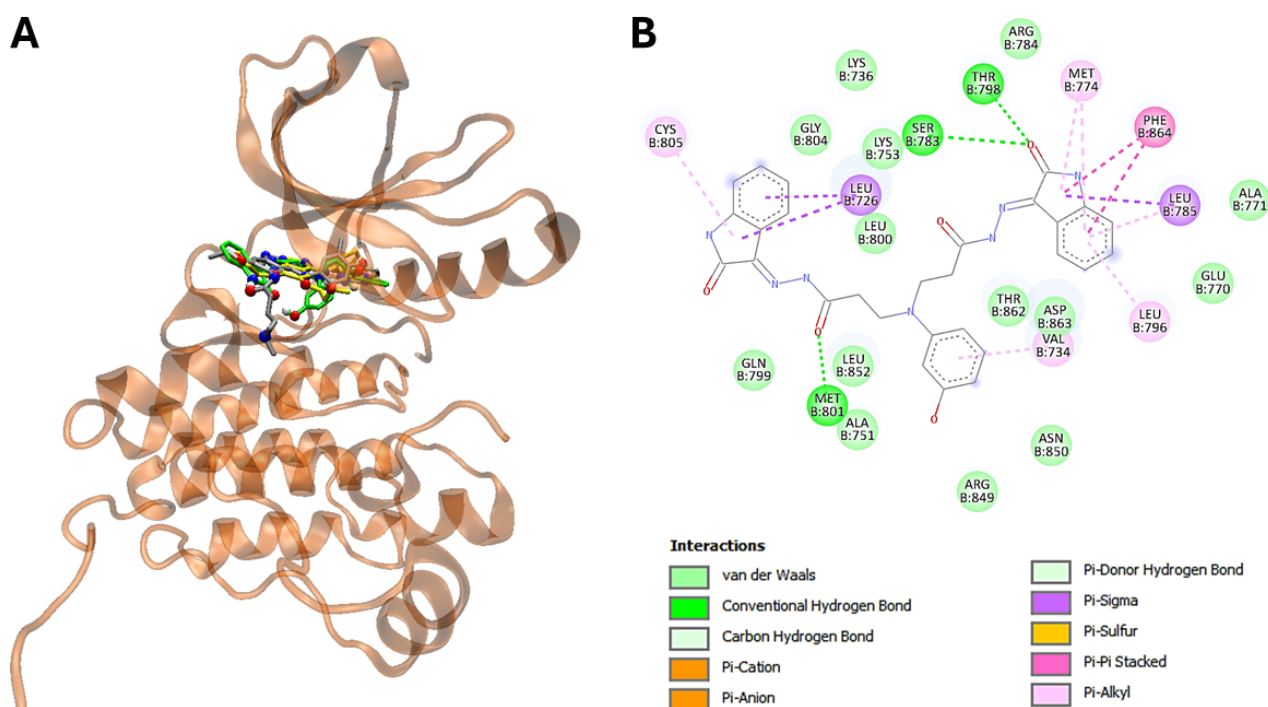 A
B
ARG
B:784
LYS
B:736
THR
B:798
MET
B:774
CYS
B:805
GLY
B:804
SER
B:783
PHE
B:864
LYS
B:753
LEU
B:726
LEU
B:785
ALA
B:771
LEU
B:800
O
N
N
N
O
N
N
N
O
N
N
O
O
THR
B:862
ASP
B:863
GLU
B:770
LEU
B:796
VAL
B:734
GLN
B:799
LEU
B:852
MET
B:801
ALA
B:751
O
ASN
B:850
ARG
B:849
Interactions
van der Waals
Conventional Hydrogen Bond
Carbon Hydrogen Bond
Pi-Cation
Pi-Anion
Pi-Donor Hydrogen Bond
Pi-Sigma
Pi-Sulfur
Pi-Pi Stacked
Pi-Alkyl